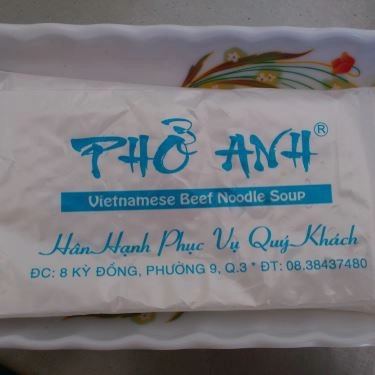 PHỞ ANH®
Vietnamese Beef Noodle Soup
Hân Hạnh Phục Vụ Quý Khách
ĐC: 8 KỲ ĐỒNG, PHƯỜNG 9, Q.3 * ĐT: 08.38437480